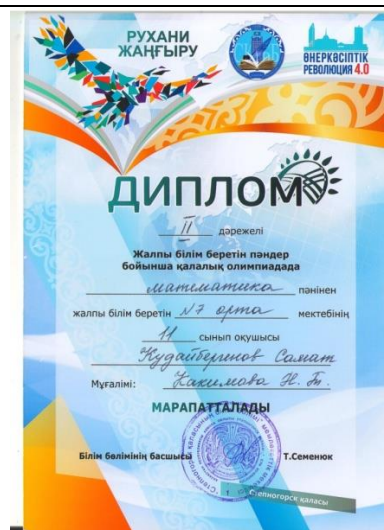 РУХАНИ
ЖАҢҒЫРУ
ӨНЕРКӘСІПТІК
РЕВОЛЮЦИЯ 4.0
ДИПЛОМ
II дәрежелі
Жалпы білім беретін пәндер
бойынша қалалық олимпиадада
математика пәнінен
жалпы білім беретін №7 орта мектебінің
11 сынып оқушысы
Кудайбергенов Самат
Мұғалімі: Хакимова Н. Ж.
МАРАПАТТАЛАДЫ
Білім бөлімінің басшысы Т.Семенюк
Степногорск қаласы